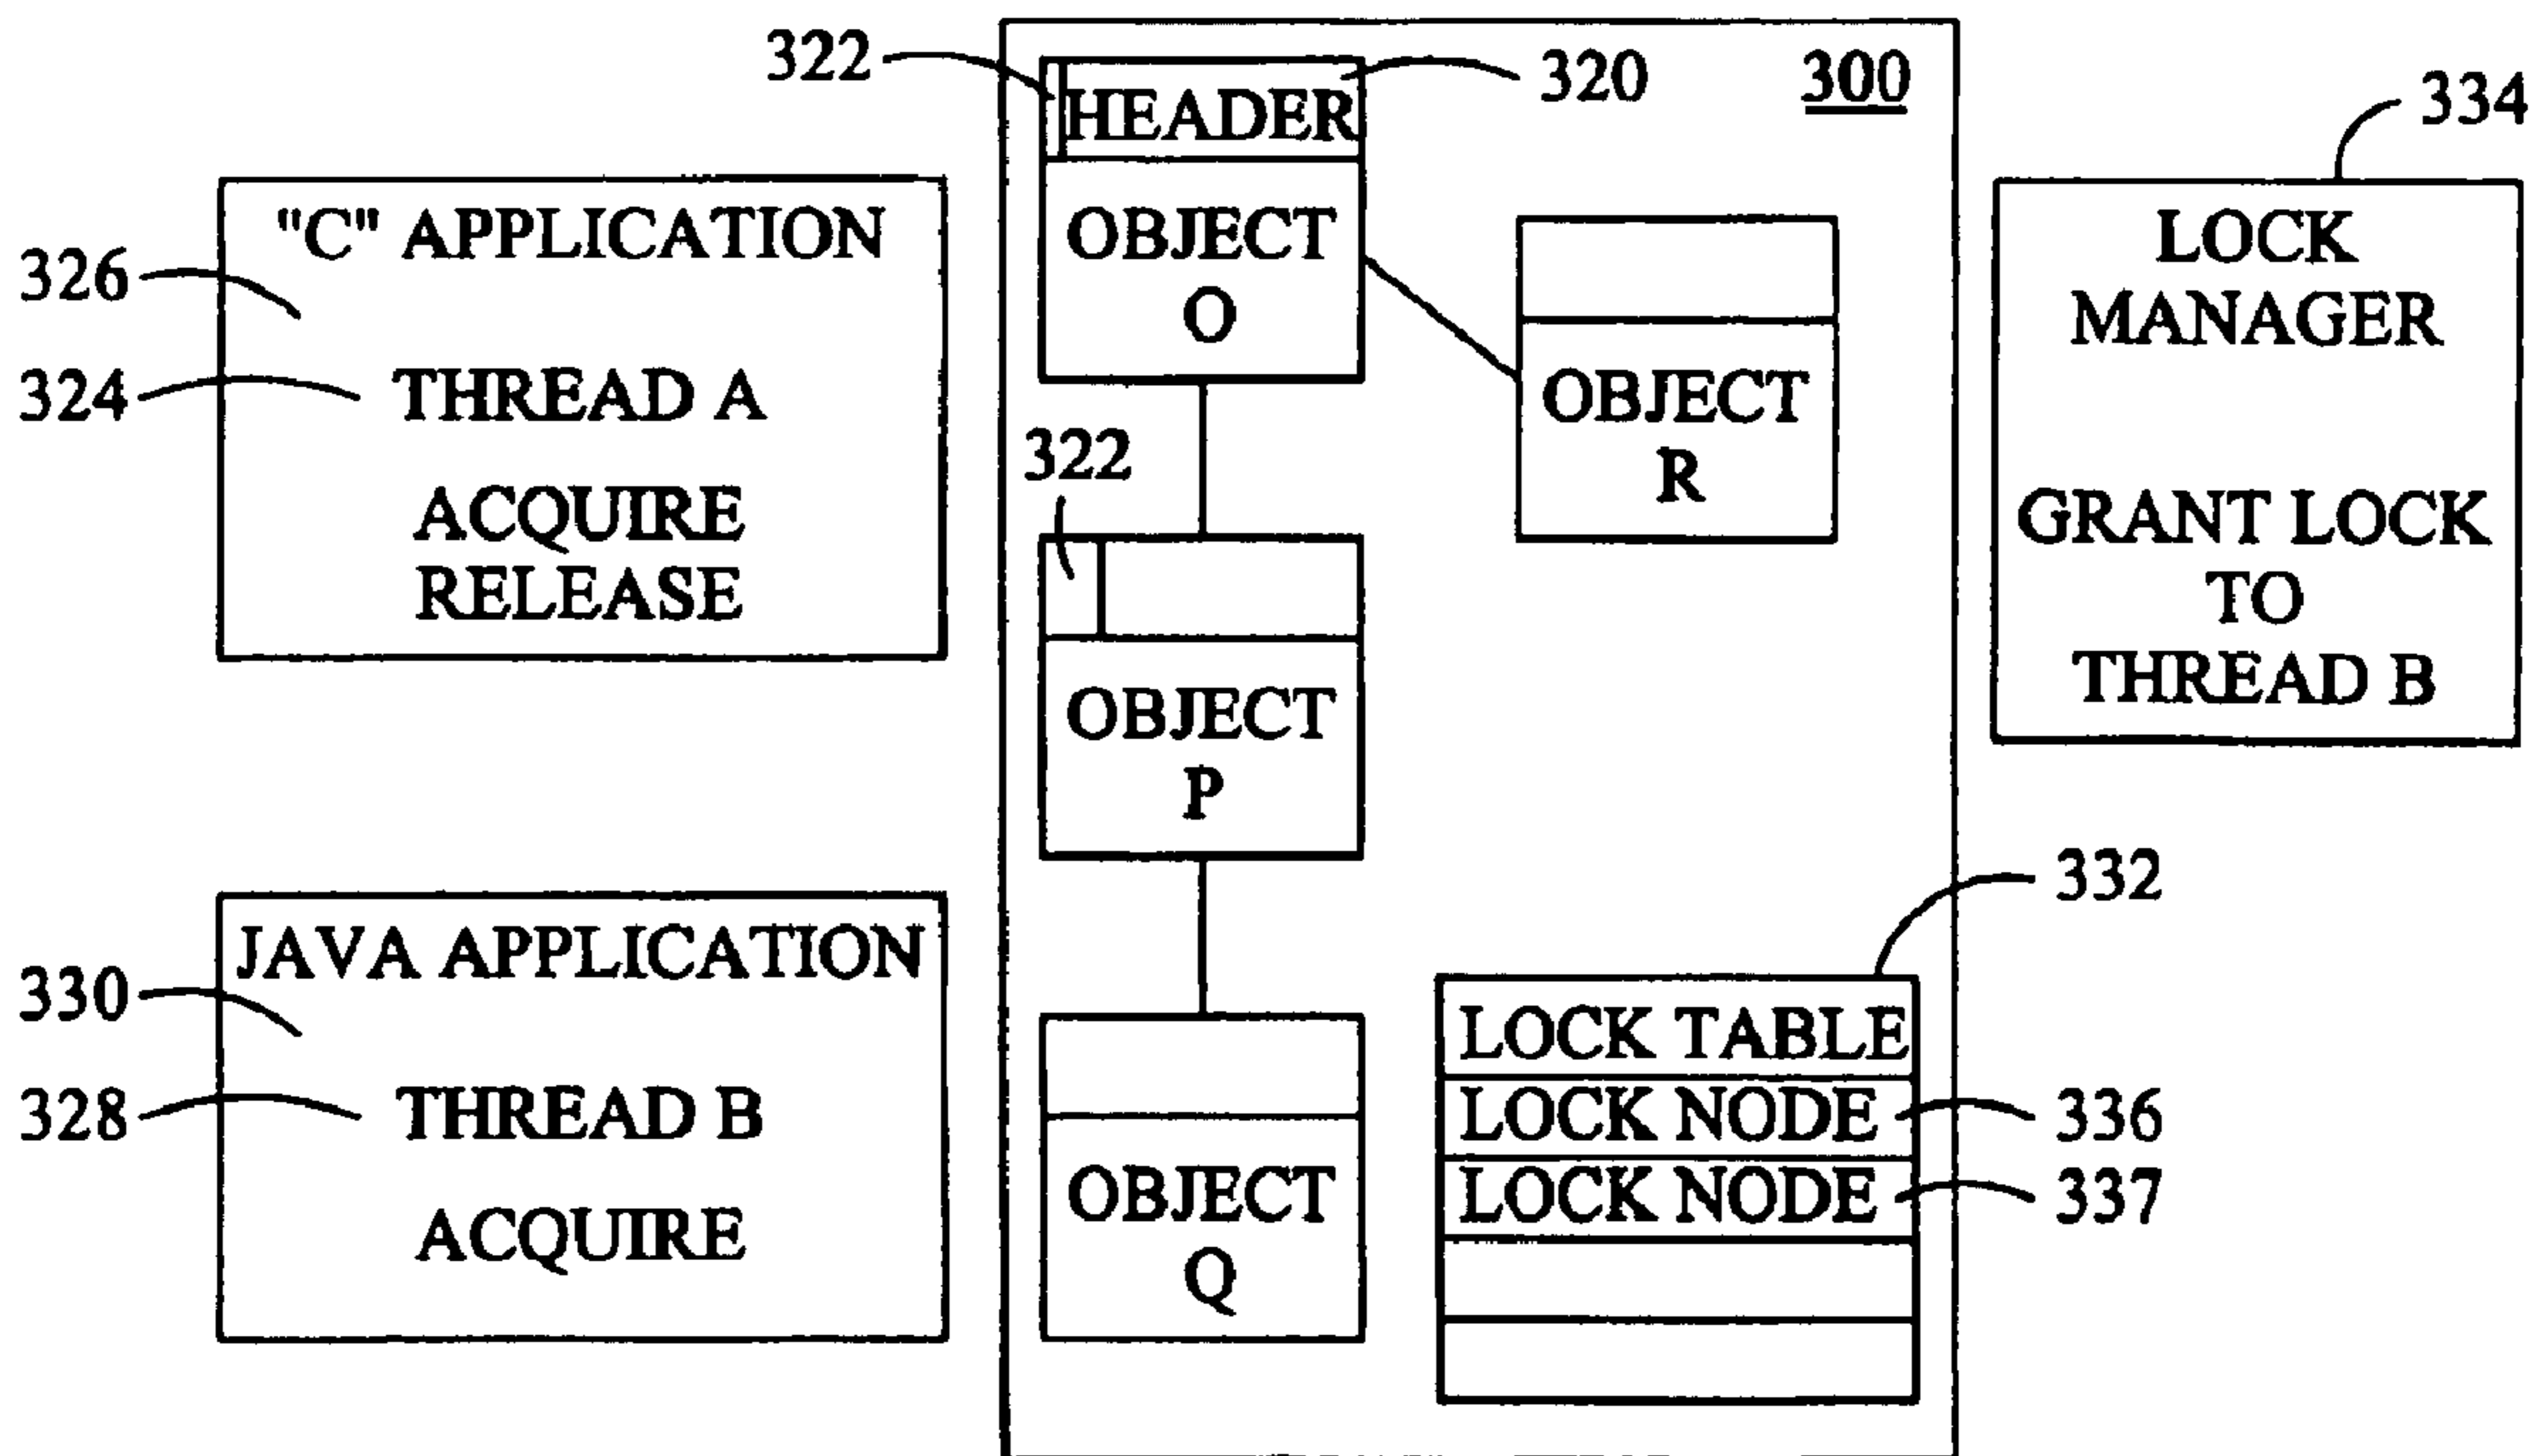 322
HEADER
320
300
334
"C" APPLICATION
326
324
THREAD A
ACQUIRE
RELEASE
OBJECT
O
OBJECT
R
LOCK
MANAGER
GRANT LOCK
TO
THREAD B
322
OBJECT
P
332
JAVA APPLICATION
330
328
THREAD B
ACQUIRE
OBJECT
Q
LOCK TABLE
LOCK NODE
336
LOCK NODE
337